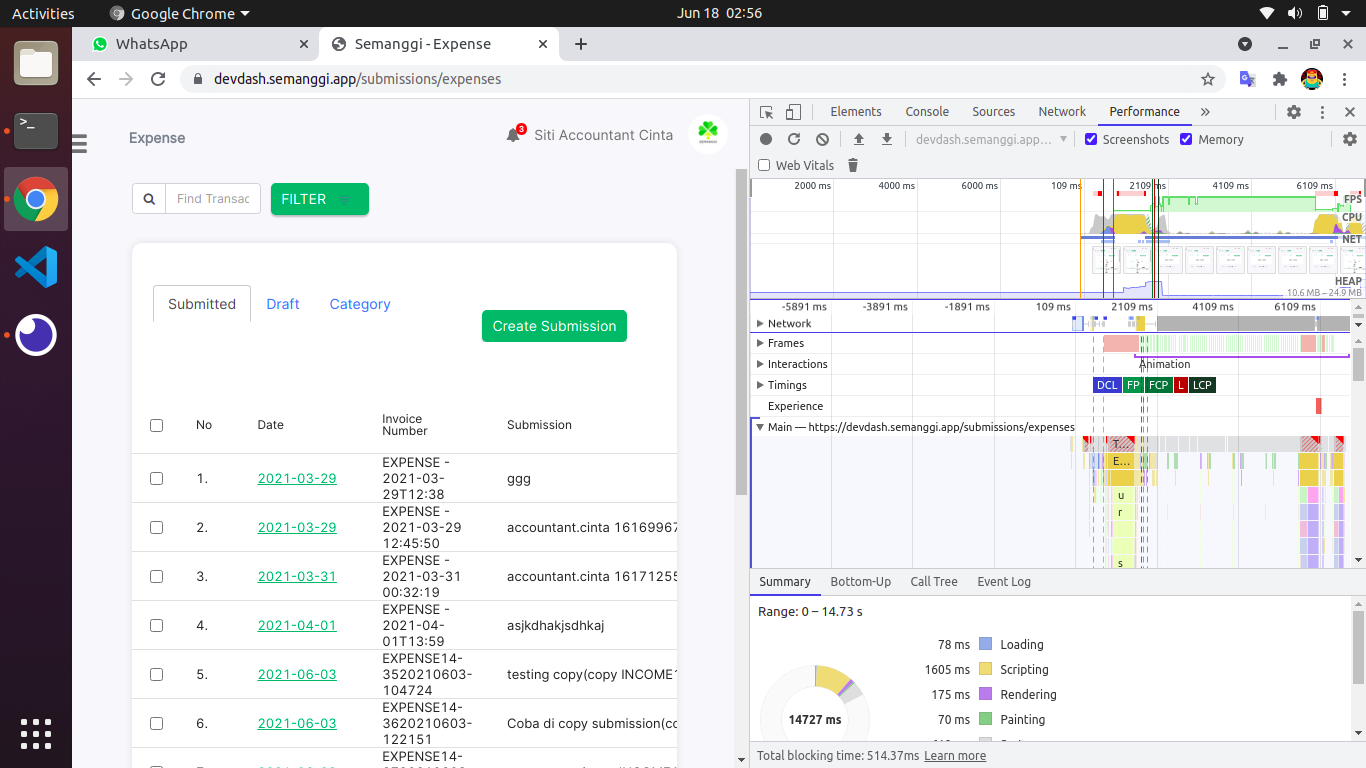 Activities
Google Chrome
Jun 18 02:56
WhatsApp
Semanggi - Expense
devdash.semanggi.app/submissions/expenses
Expense
3
Siti Accountant Cinta
Find Transac
FILTER
Submitted
Draft
Category
Create Submission
No Date Invoice Number Submission
1. 2021-03-29 EXPENSE - 2021-03-29T12:38 ggg
2. 2021-03-29 EXPENSE - 2021-03-29 12:45:50 accountant.cinta 16169967
3. 2021-03-31 EXPENSE - 2021-03-31 00:32:19 accountant.cinta 16171255
4. 2021-04-01 EXPENSE - 2021-04-01T13:59 asjkdhakjsdhkaj
5. 2021-06-03 EXPENSE14-3520210603-104724 testing copy(copy INCOME1
6. 2021-06-03 EXPENSE14-3620210603-122151 Coba di copy submission(co
EXPENSE14-
Elements Console Sources Network Performance
devdash.semanggi.app... Screenshots Memory
Web Vitals
2000 ms 4000 ms 6000 ms 109 ms 2109 ms 4109 ms 6109 ms
FPS
CPU
NET
HEAP
10.6 MB – 24.9 MB
-5891 ms -3891 ms -1891 ms 109 ms 2109 ms 4109 ms 6109 ms
Network
Frames
Interactions Animation
Timings DCL FP FCP L LCP
Experience
Main — https://devdash.semanggi.app/submissions/expenses
T...
E...
u
r
s
Summary Bottom-Up Call Tree Event Log
Range: 0 – 14.73 s
78 ms Loading
1605 ms Scripting
175 ms Rendering
14727 ms
70 ms Painting
Total blocking time: 514.37ms Learn more